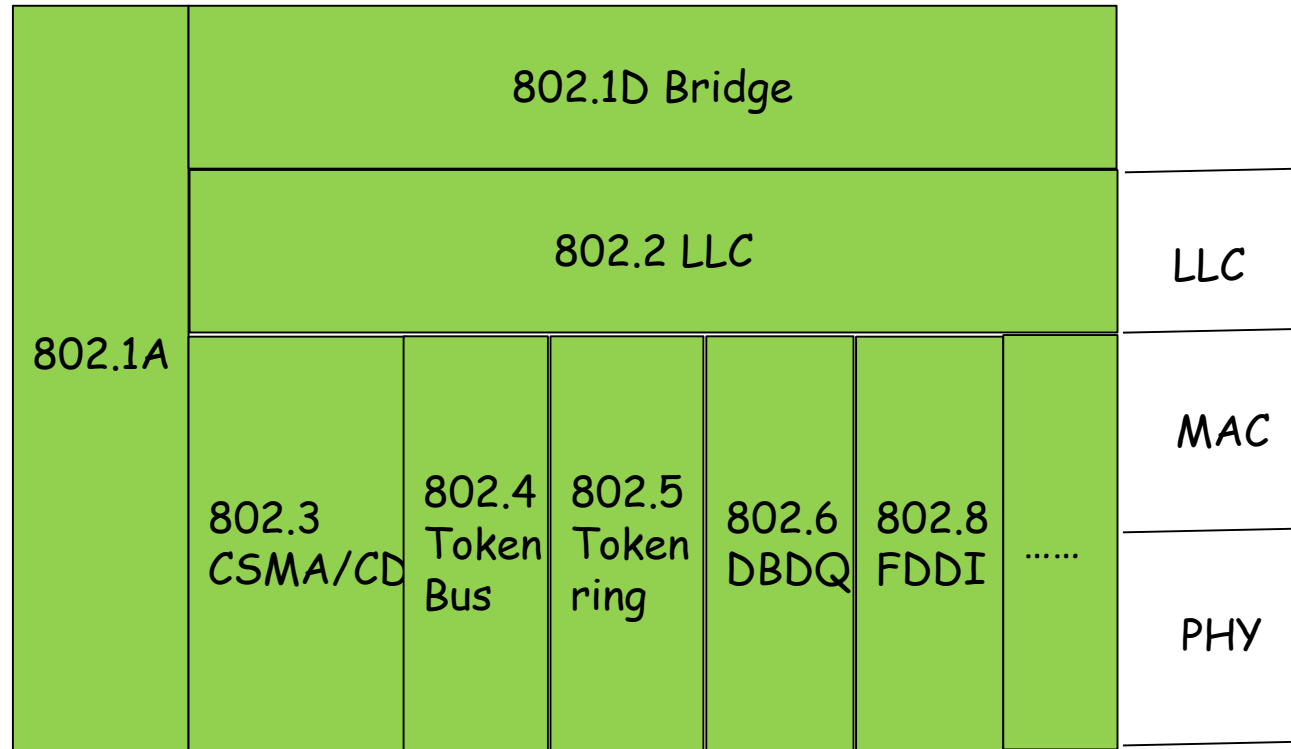 802.1D Bridge
802.2 LLC
LLC
802.1A
MAC
802.3
CSMA/CD
802.4
Token
Bus
802.5
Token
ring
802.6
DBDQ
802.8
FDDI
......
PHY